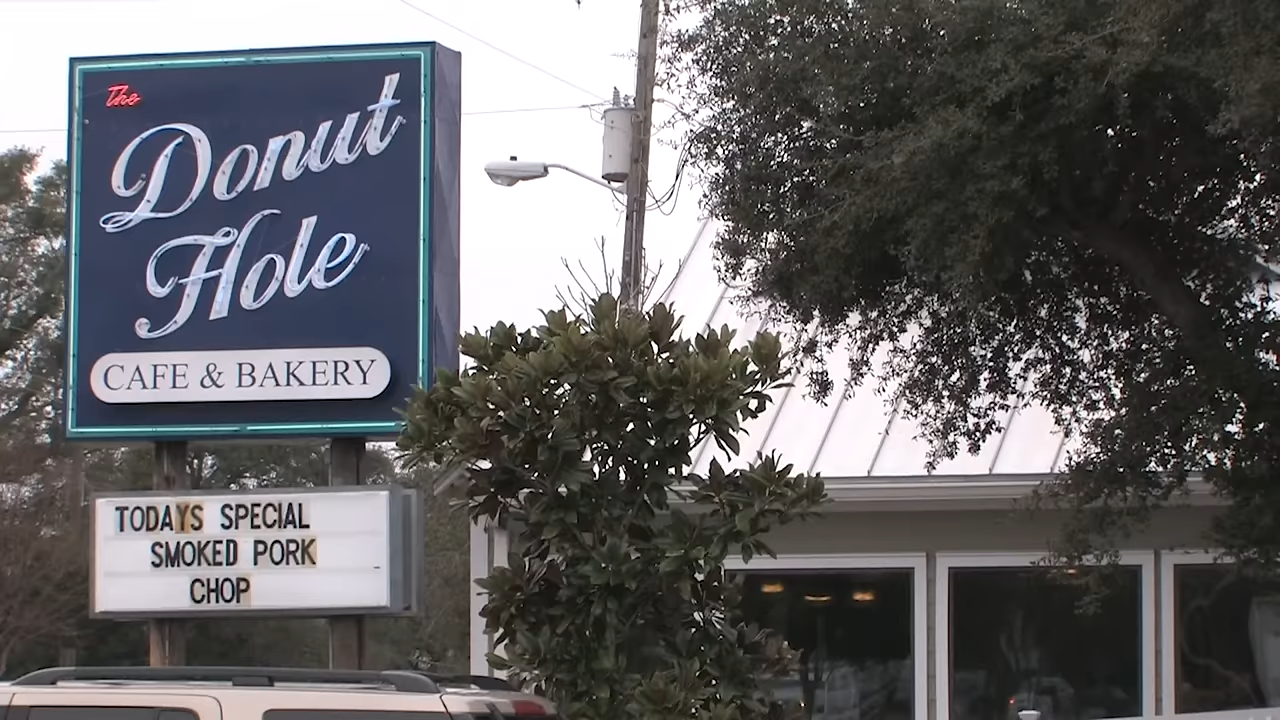 The
Donut
Hole
CAFE & BAKERY
TODAYS SPECIAL
SMOKED PORK
CHOP